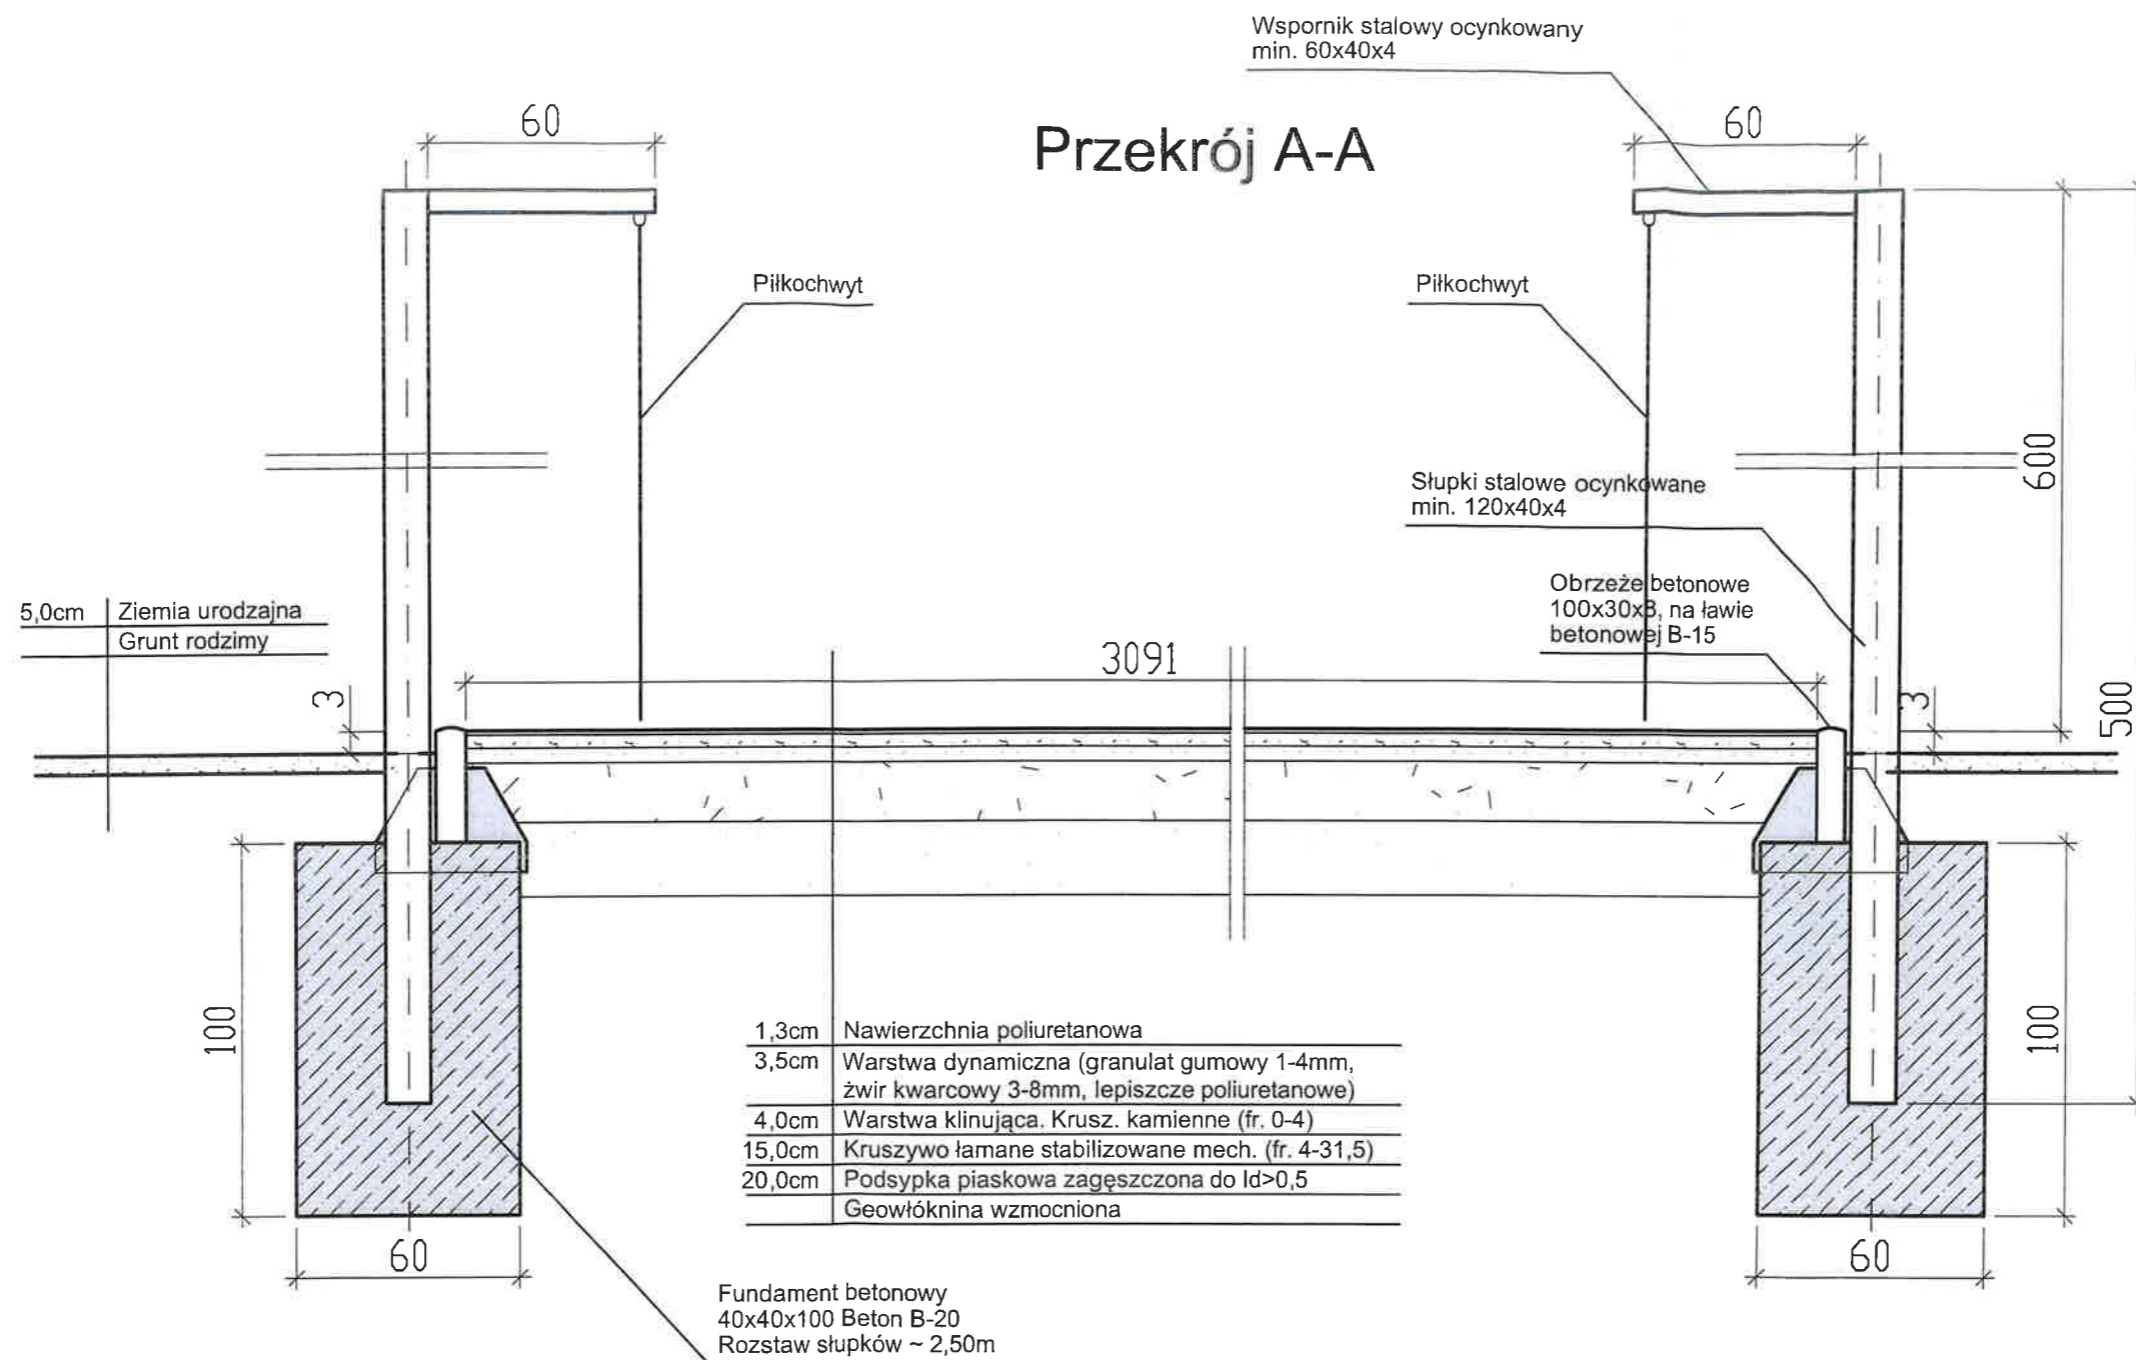 Wspornik stalowy ocynkowany
min. 60x40x4
60
Przekrój A-A
60
Piłkochwyt
Piłkochwyt
600
Słupki stalowe ocynkowane
min. 120x40x4
Obrzeże betonowe
100x30x8, na ławie
betonowej B-15
5,0cm Ziemia urodzajna
Grunt rodzimy
3091
3
3
500
100
100
1,3cm Nawierzchnia poliuretanowa
3,5cm Warstwa dynamiczna (granulat gumowy 1-4mm,
żwir kwarcowy 3-8mm, lepiszcze poliuretanowe)
4,0cm Warstwa klinująca. Krusz. kamienne (fr. 0-4)
15,0cm Kruszywo łamane stabilizowane mech. (fr. 4-31,5)
20,0cm Podsypka piaskowa zagęszczona do Id>0,5
Geowłóknina wzmocniona
60
60
Fundament betonowy
40x40x100 Beton B-20
Rozstaw słupków ~ 2,50m